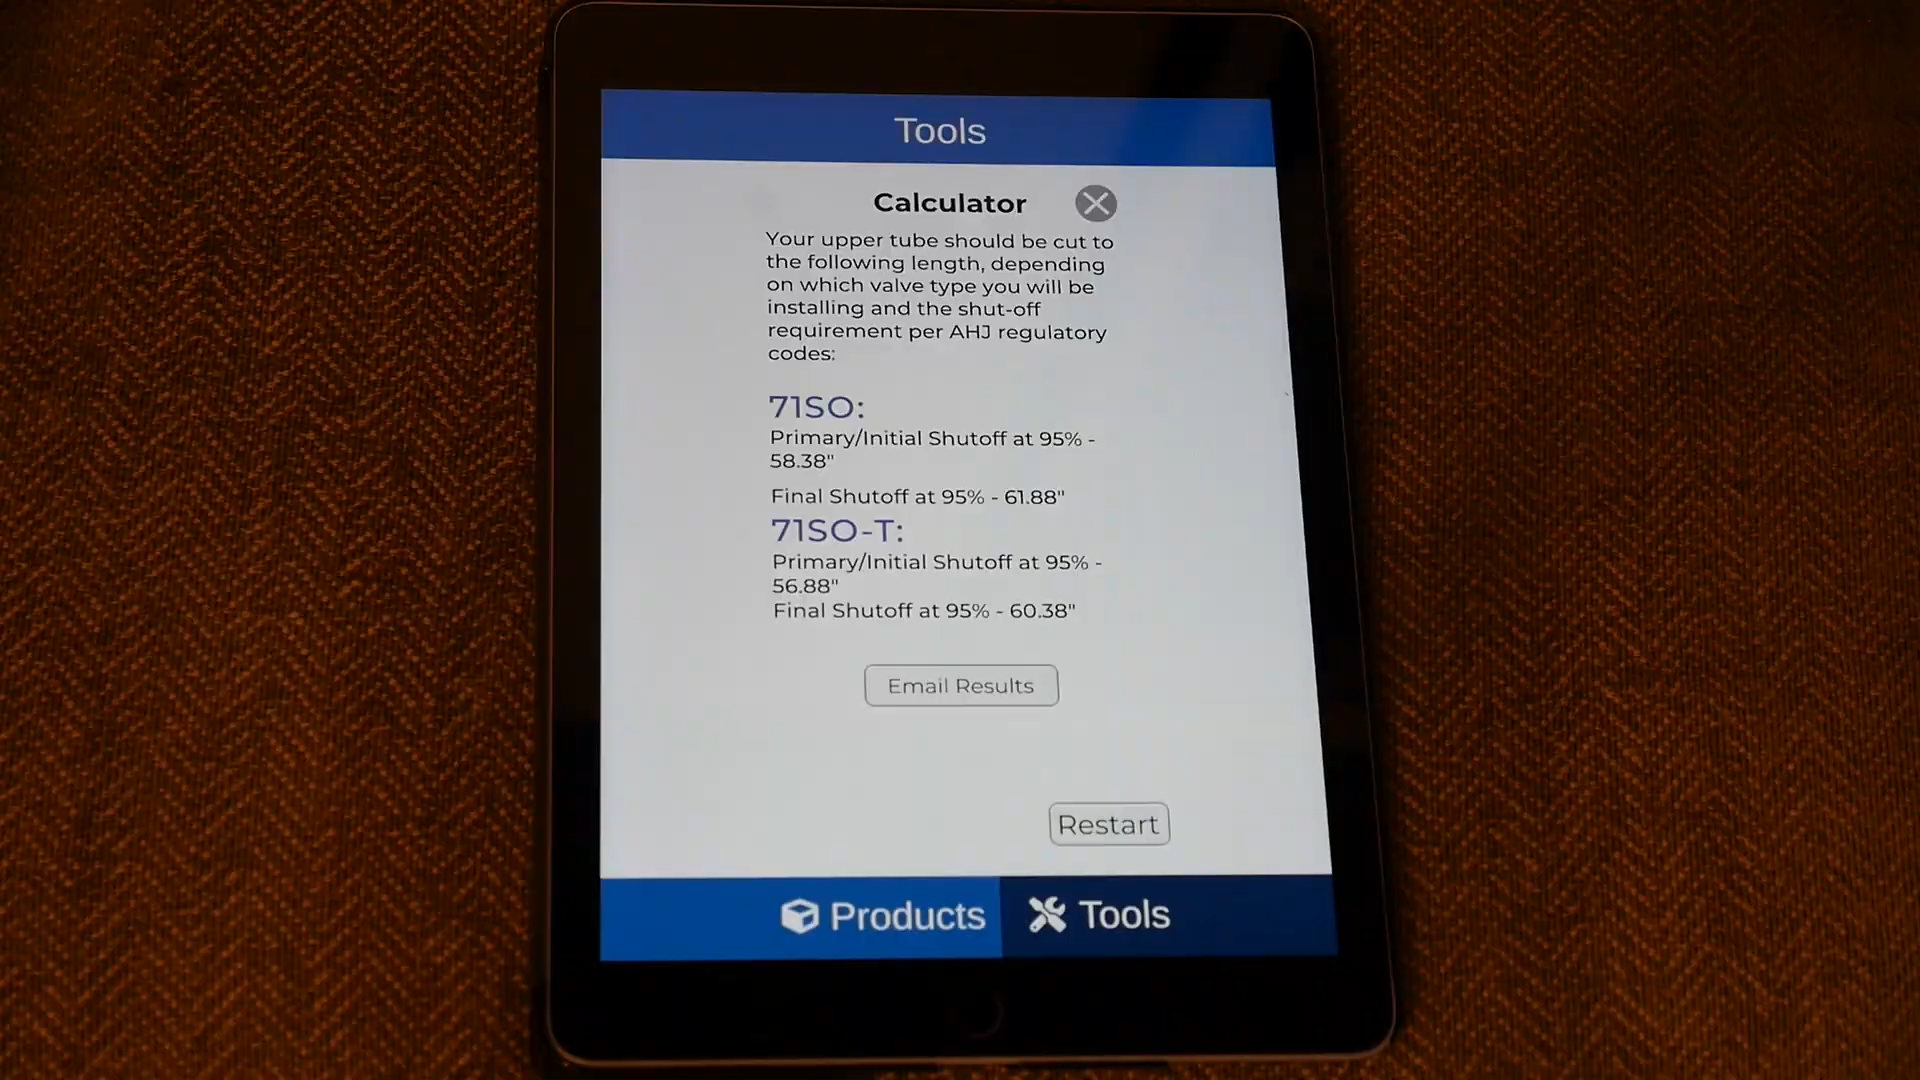 Tools
Calculator
Your upper tube should be cut to
the following length, depending
on which valve type you will be
installing and the shut-off
requirement per AHJ regulatory
codes:
71SO:
Primary/Initial Shutoff at 95% -
58.38"
Final Shutoff at 95% - 61.88"
71SO-T:
Primary/Initial Shutoff at 95% -
56.88"
Final Shutoff at 95% - 60.38"
Email Results
Restart
Products
Tools